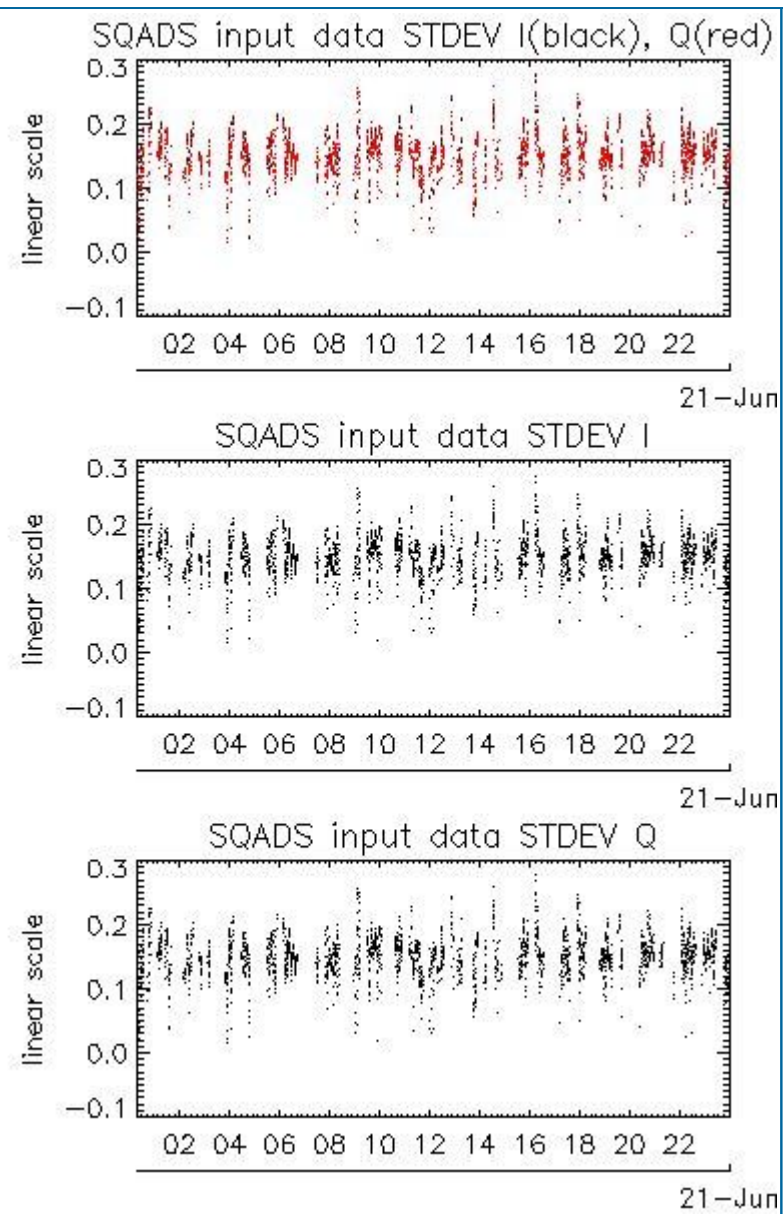 SQADS input data STDEV I(black), Q(red)
0.3
0.2
0.1
0.0
−0.1
linear scale
02 04 06 08 10 12 14 16 18 20 22
21−Jun
SQADS input data STDEV I
0.3
0.2
0.1
0.0
−0.1
linear scale
02 04 06 08 10 12 14 16 18 20 22
21−Jun
SQADS input data STDEV Q
0.3
0.2
0.1
0.0
−0.1
linear scale
02 04 06 08 10 12 14 16 18 20 22
21−Jun